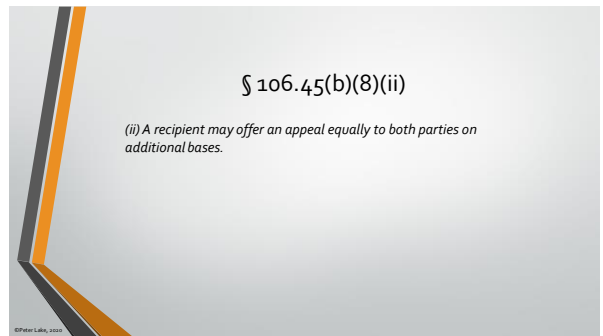 § 106.45(b)(8)(ii)
(ii) A recipient may offer an appeal equally to both parties on
additional bases.
©Peter Lake, 2020